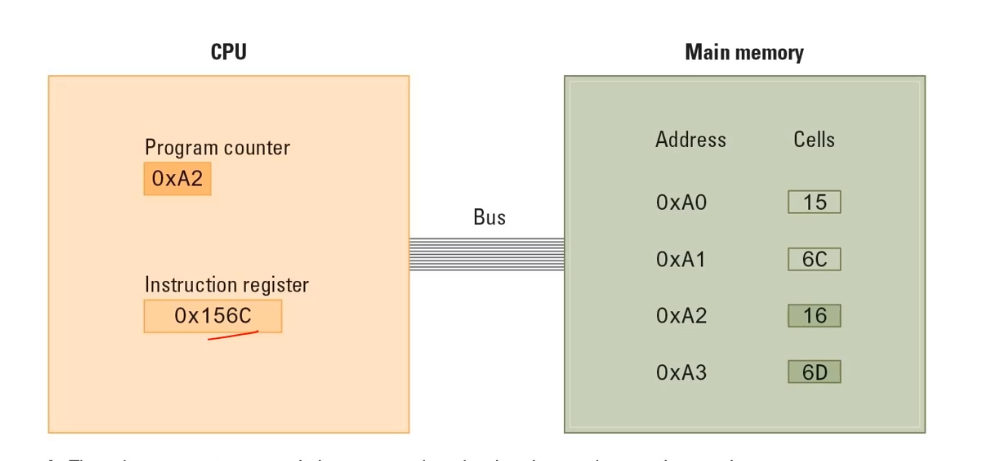 CPU
Main memory
Program counter
0xA2
Instruction register
0x156C
Bus
Address Cells
0xA0 15
0xA1 6C
0xA2 16
0xA3 6D